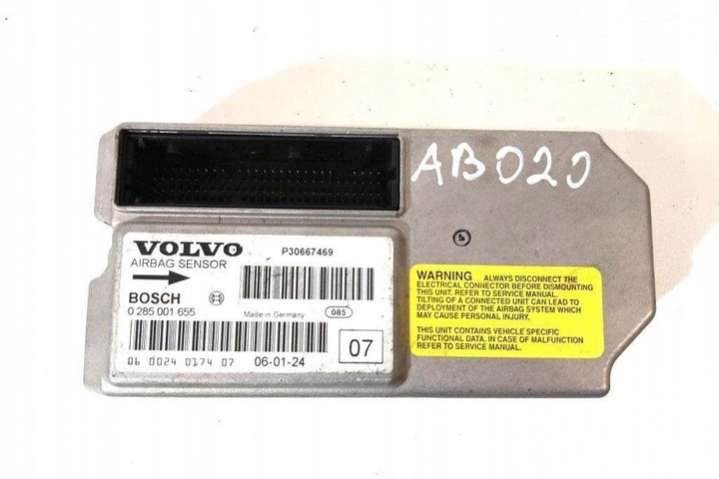 AB020
VOLVO P30667469
AIRBAG SENSOR
BOSCH
0 285 001 655 Made in Germany 085
06 0024 0174 07 06-01-24 07
WARNING ALWAYS DISCONNECT THE
ELECTRICAL CONNECTOR BEFORE DISMOUNTING
THIS UNIT. REFER TO SERVICE MANUAL.
TILTING OF A CONNECTED UNIT CAN LEAD TO
DEPLOYMENT OF THE AIRBAG SYSTEM WHICH
MAY CAUSE PERSONAL INJURY.
THIS UNIT CONTAINS VEHICLE SPECIFIC
FUNCTIONAL DATA. IN CASE OF MALFUNCTION
REFER TO SERVICE MANUAL.